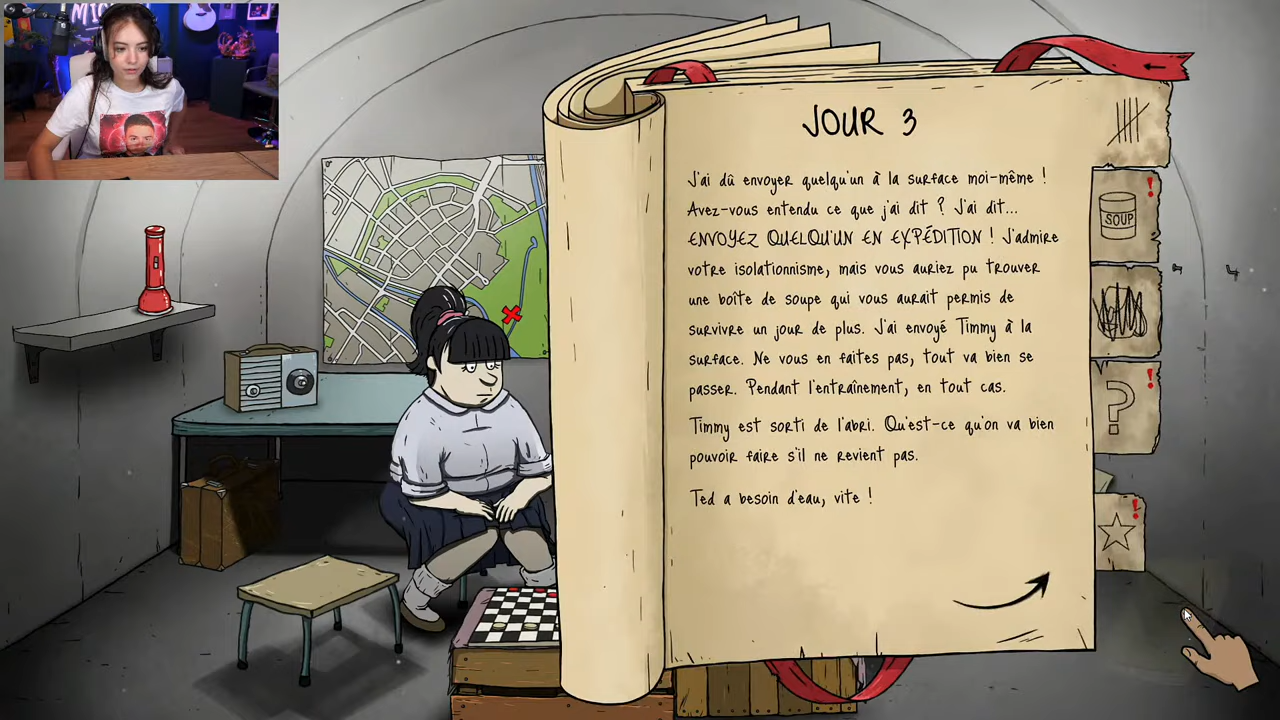 JOUR 3
J'ai dû envoyer quelqu'un à la surface moi-même !
Avez-vous entendu ce que j'ai dit ? J'ai dit...
ENVOYEZ QUELQU'UN EN EXPÉDITION ! J'admire
votre isolationnisme, mais vous auriez pu trouver
une boîte de soupe qui vous aurait permis de
survivre un jour de plus. J'ai envoyé Timmy à la
surface. Ne vous en faites pas, tout va bien se
passer. Pendant l'entraînement, en tout cas.
Timmy est sorti de l'abri. Qu'est-ce qu'on va bien
pouvoir faire s'il ne revient pas.
Ted a besoin d'eau, vite !
!
SOUP
!
?
!